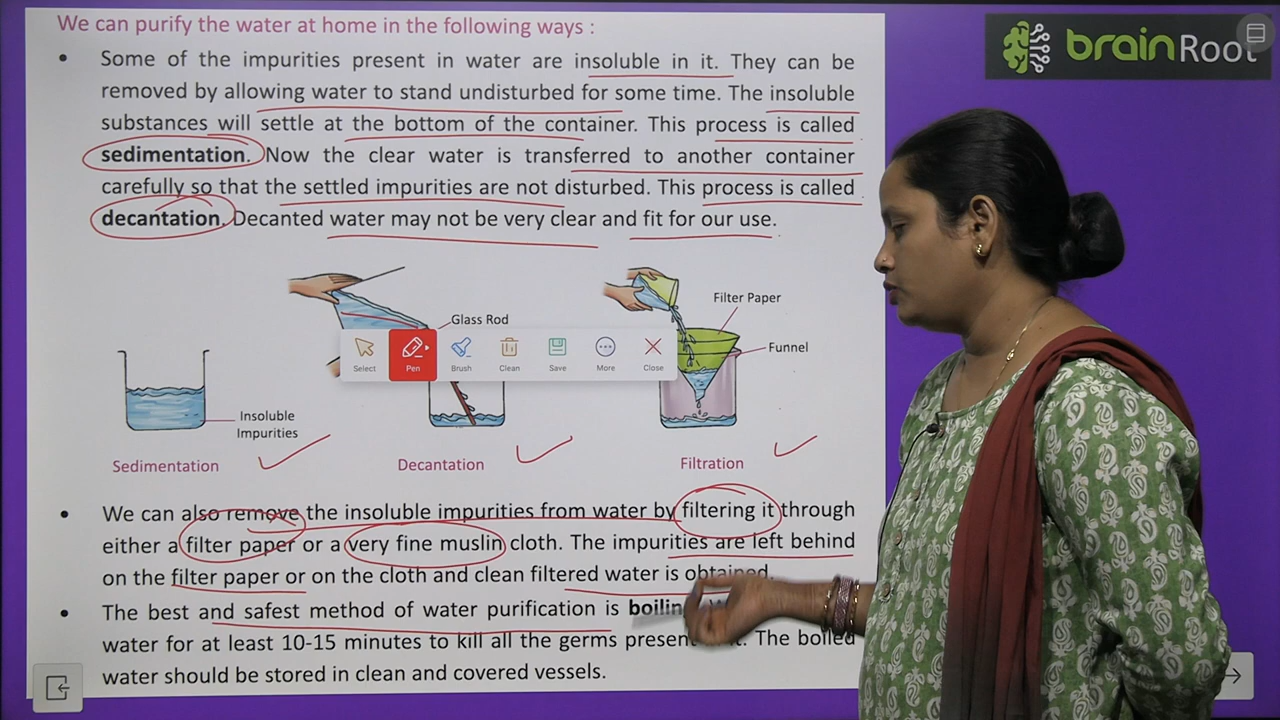 We can purify the water at home in the following ways :
brainRoot
• Some of the impurities present in water are insoluble in it. They can be
removed by allowing water to stand undisturbed for some time. The insoluble
substances will settle at the bottom of the container. This process is called
sedimentation. Now the clear water is transferred to another container
carefully so that the settled impurities are not disturbed. This process is called
decantation. Decanted water may not be very clear and fit for our use.
Filter Paper
Glass Rod
Funnel
Select
Pen
Brush
Clean
Save
More
Close
Insoluble
Impurities
Sedimentation
Decantation
Filtration
• We can also remove the insoluble impurities from water by filtering it through
either a filter paper or a very fine muslin cloth. The impurities are left behind
on the filter paper or on the cloth and clean filtered water is obtained.
• The best and safest method of water purification is
water for at least 10-15 minutes to kill all the germs present The boiled
water should be stored in clean and covered vessels.